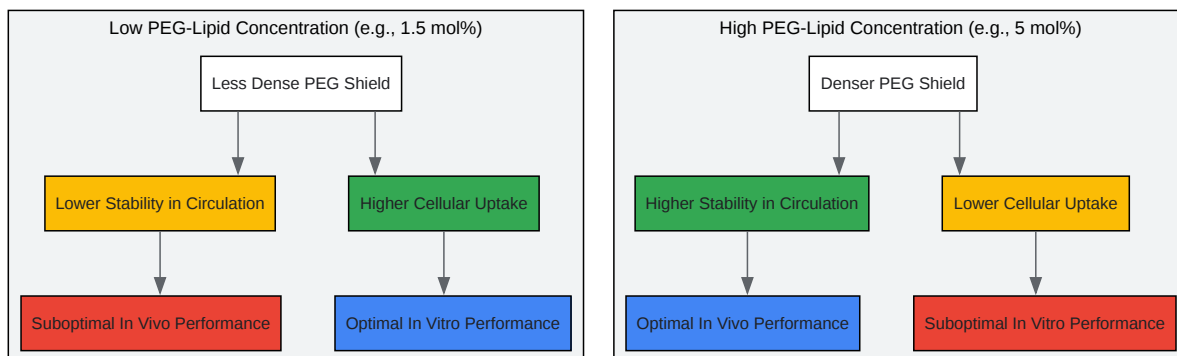 Low PEG-Lipid Concentration (e.g., 1.5 mol%)
Less Dense PEG Shield
Lower Stability in Circulation
Higher Cellular Uptake
Suboptimal In Vivo Performance
Optimal In Vitro Performance
High PEG-Lipid Concentration (e.g., 5 mol%)
Denser PEG Shield
Higher Stability in Circulation
Lower Cellular Uptake
Optimal In Vivo Performance
Suboptimal In Vitro Performance